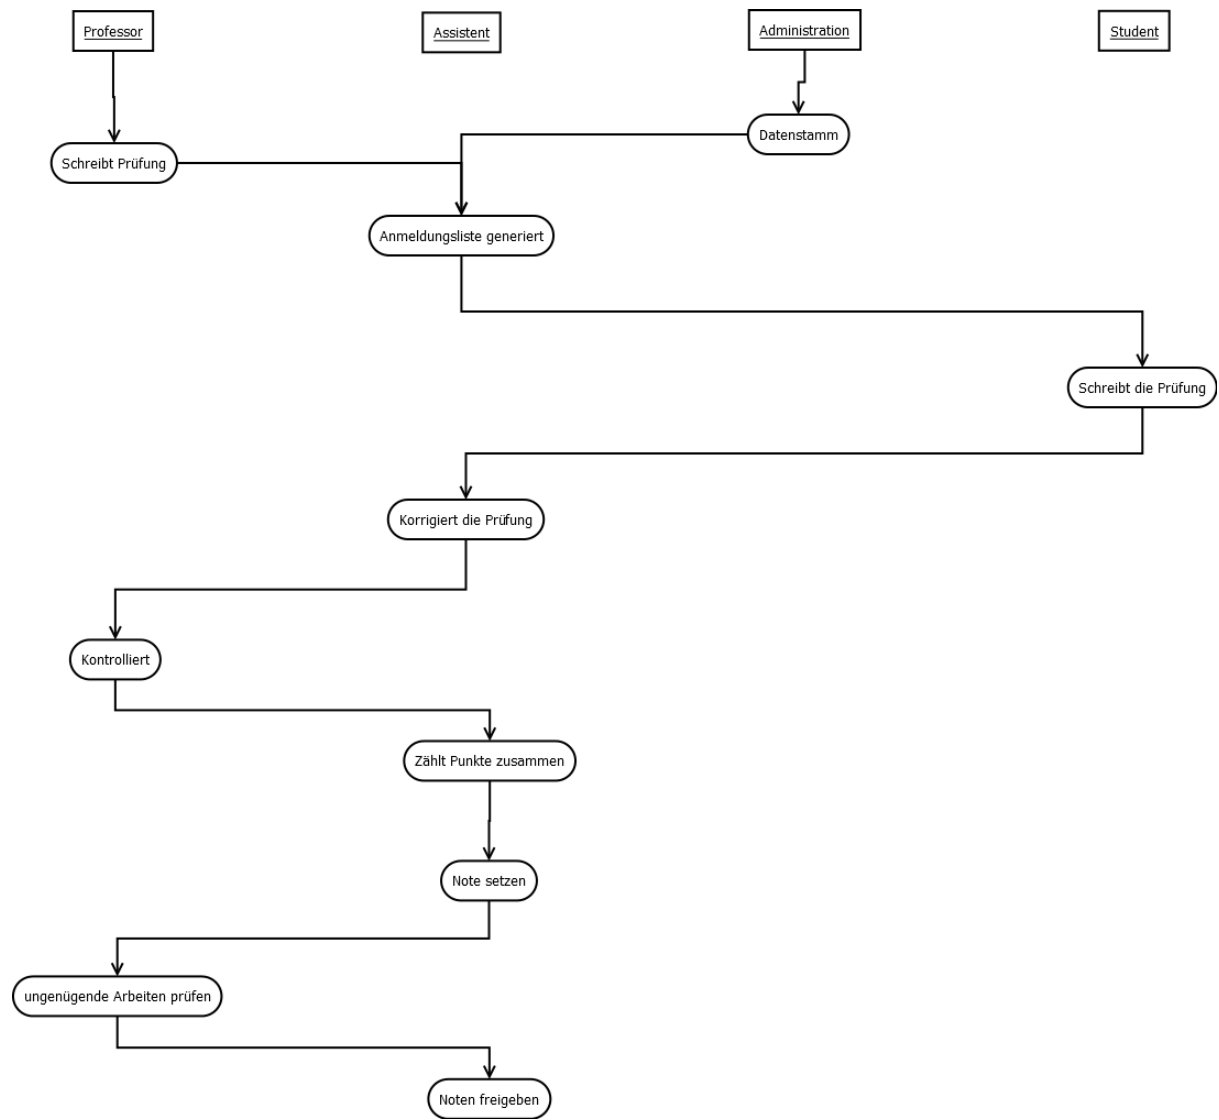 Professor
Assistent
Administration
Student
Datenstamm
Schreibt Prüfung
Anmeldungsliste generiert
Schreibt die Prüfung
Korrigiert die Prüfung
Kontrolliert
Zählt Punkte zusammen
Note setzen
ungenügende Arbeiten prüfen
Noten freigeben